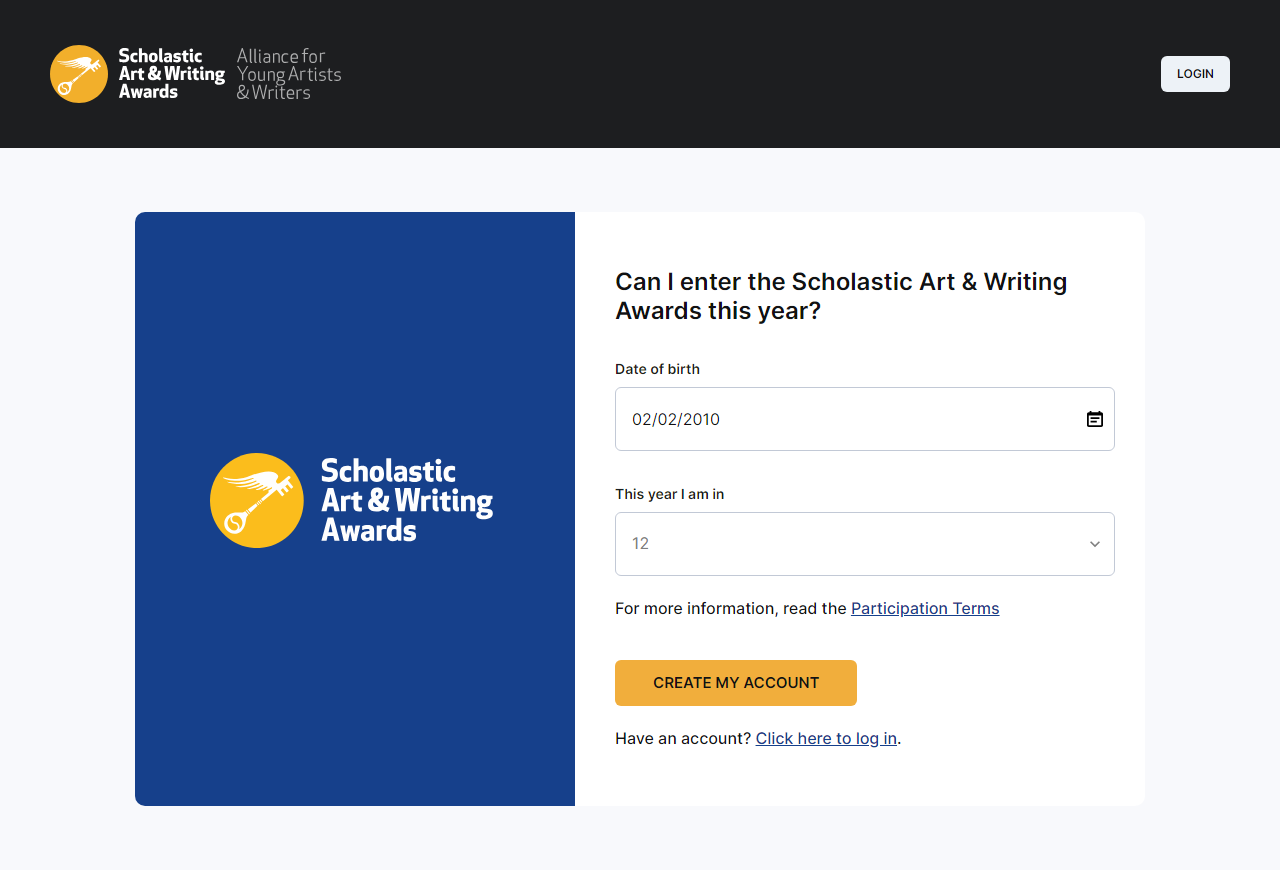 Scholastic
Art & Writing
Awards
Alliance for
Young Artists
& Writers
LOGIN
Scholastic
Art & Writing
Awards
Can I enter the Scholastic Art & Writing
Awards this year?
Date of birth
02/02/2010
This year I am in
12
For more information, read the Participation Terms
CREATE MY ACCOUNT
Have an account? Click here to log in.